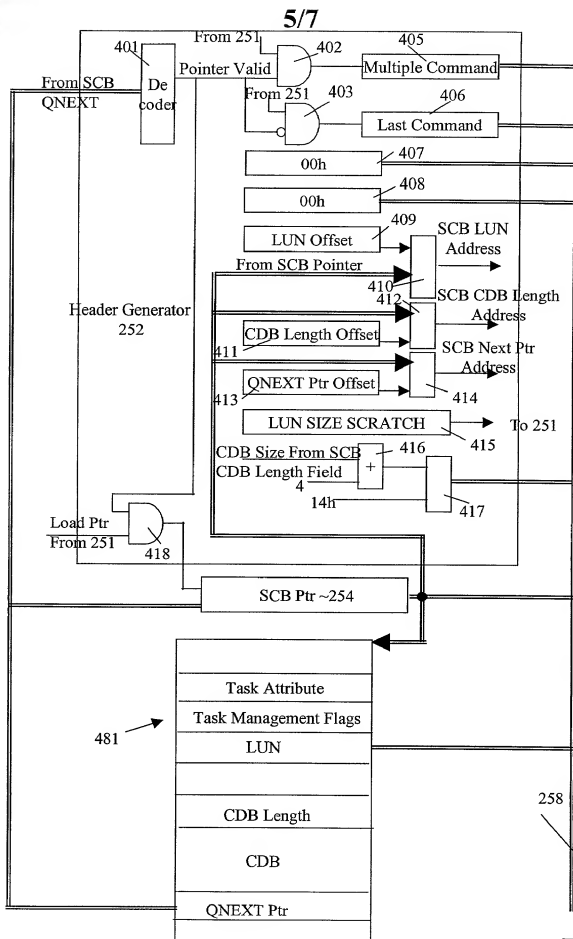 5/7
From 251
401
402
405
De
coder
Pointer Valid
Multiple Command
From SCB
QNEXT
From 251
403
406
Last Command
00h
407
00h
408
409
LUN Offset
SCB LUN
Address
From SCB Pointer
410
412
SCB CDB Length
Address
Header Generator
252
CDB Length Offset
411
SCB Next Ptr
Address
QNEXT Ptr Offset
413
414
LUN SIZE SCRATCH
415
To 251
CDB Size From SCB
CDB Length Field
416
+
4
14h
417
Load Ptr
From 251
418
SCB Ptr ~254
Task Attribute
Task Management Flags
481
LUN
CDB Length
258
CDB
QNEXT Ptr